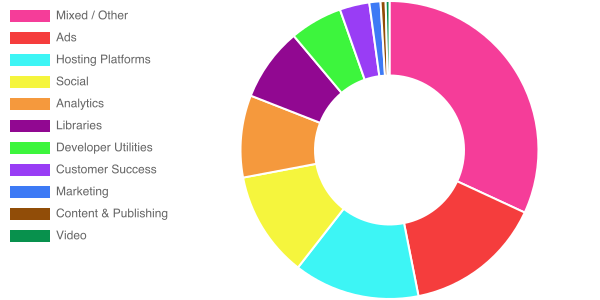 Mixed / Other
Ads
Hosting Platforms
Social
Analytics
Libraries
Developer Utilities
Customer Success
Marketing
Content & Publishing
Video